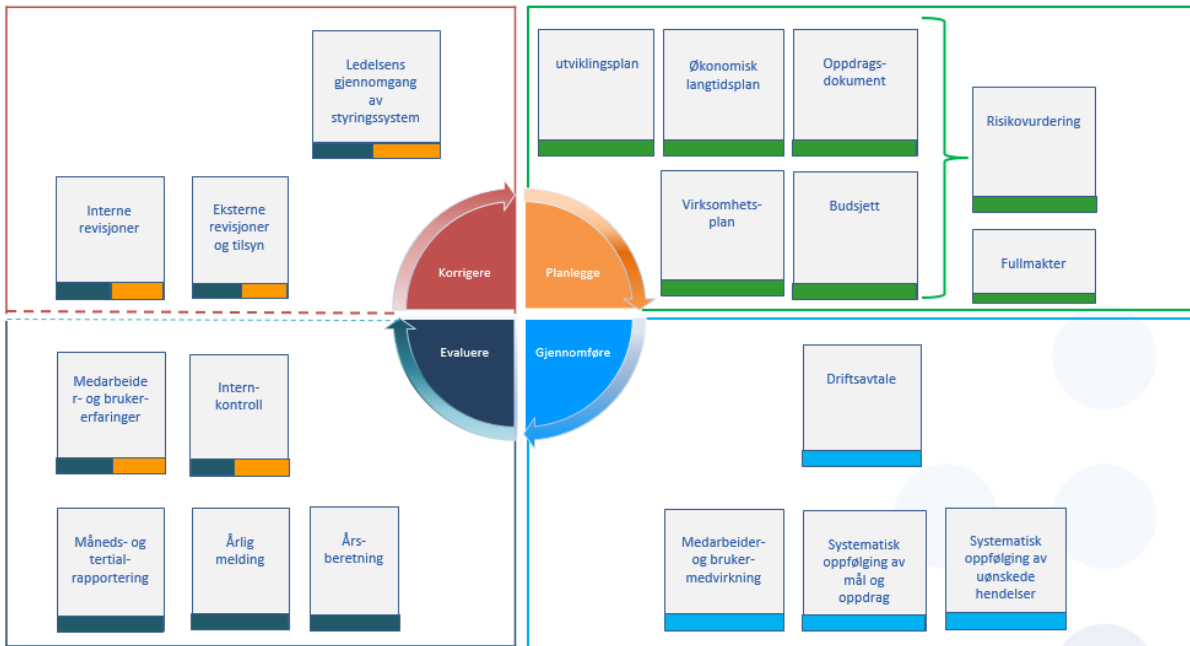 Ledelsens
gjennomgang
av
styringssystem
Interne
revisjoner
Eksterne
revisjoner
og tilsyn
Korrigere
utviklingsplan
Økonomisk
langtidsplan
Oppdrags-
dokument
Risikovurdering
Virksomhets-
plan
Budsjett
Fullmakter
Planlegge
Evaluere
Medarbeide
r- og bruker-
erfaringer
Intern-
kontroll
Måneds- og
tertial-
rapportering
Årlig
melding
Års-
beretning
Gjennomføre
Driftsavtale
Medarbeider-
og bruker-
medvirkning
Systematisk
oppfølging av
mål og
oppdrag
Systematisk
oppfølging av
uønskede
hendelser